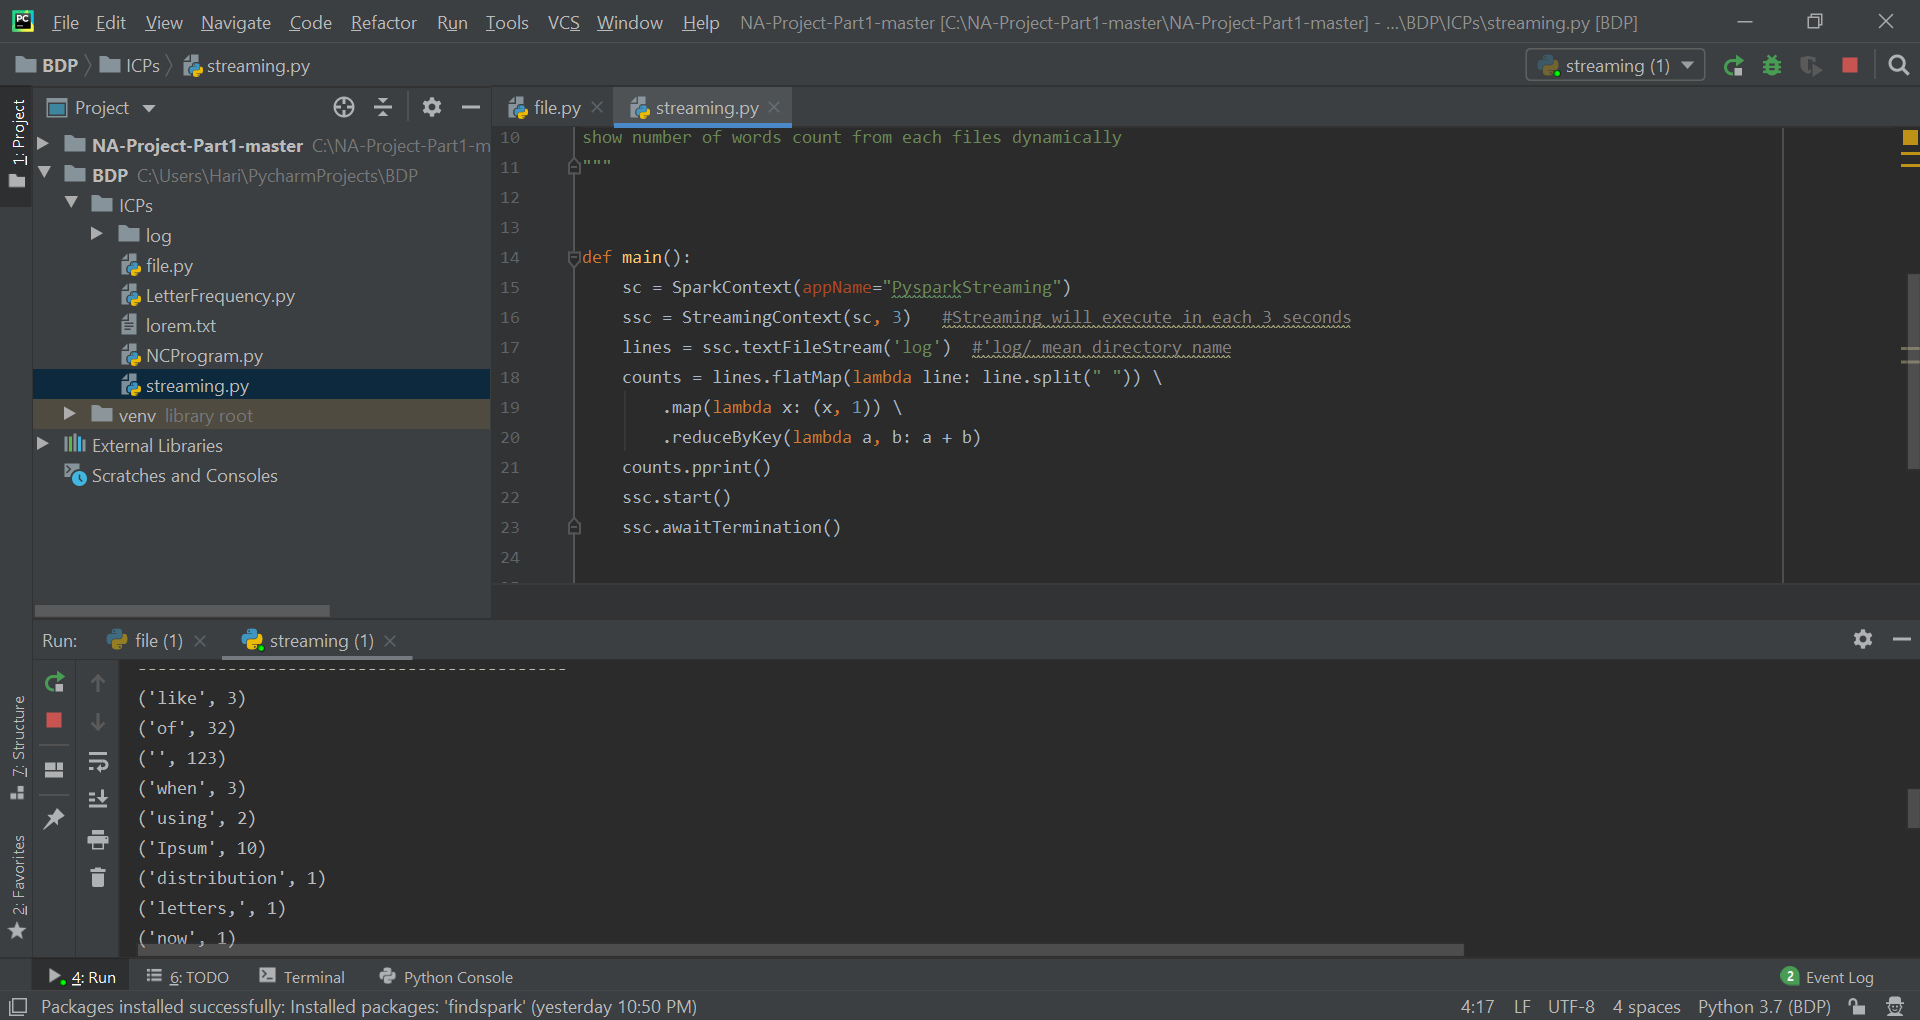 File Edit View Navigate Code Refactor Run Tools VCS Window Help NA-Project-Part1-master [C:\NA-Project-Part1-master\NA-Project-Part1-master] - ...\BDP\ICPs\streaming.py [BDP]
BDP ICPs streaming.py streaming (1)
1: Project
Project
file.py streaming.py
NA-Project-Part1-master C:\NA-Project-Part1-m
BDP C:\Users\Hari\PycharmProjects\BDP
ICPs
log
file.py
LetterFrequency.py
lorem.txt
NCProgram.py
streaming.py
venv library root
External Libraries
Scratches and Consoles
10 show number of words count from each files dynamically
11 """
12
13
14 def main():
15 sc = SparkContext(appName="PysparkStreaming")
16 ssc = StreamingContext(sc, 3) #Streaming will execute in each 3 seconds
17 lines = ssc.textFileStream('log') #'log/ mean directory name
18 counts = lines.flatMap(lambda line: line.split(" ")) \
19 .map(lambda x: (x, 1)) \
20 .reduceByKey(lambda a, b: a + b)
21 counts.pprint()
22 ssc.start()
23 ssc.awaitTermination()
24
Run: file (1) streaming (1)
-------------------------------------------
('like', 3)
('of', 32)
('', 123)
('when', 3)
('using', 2)
('Ipsum', 10)
('distribution', 1)
('letters,', 1)
('now', 1)
7: Structure
2: Favorites
4: Run 6: TODO Terminal Python Console 2 Event Log
Packages installed successfully: Installed packages: 'findspark' (yesterday 10:50 PM) 4:17 LF UTF-8 4 spaces Python 3.7 (BDP)